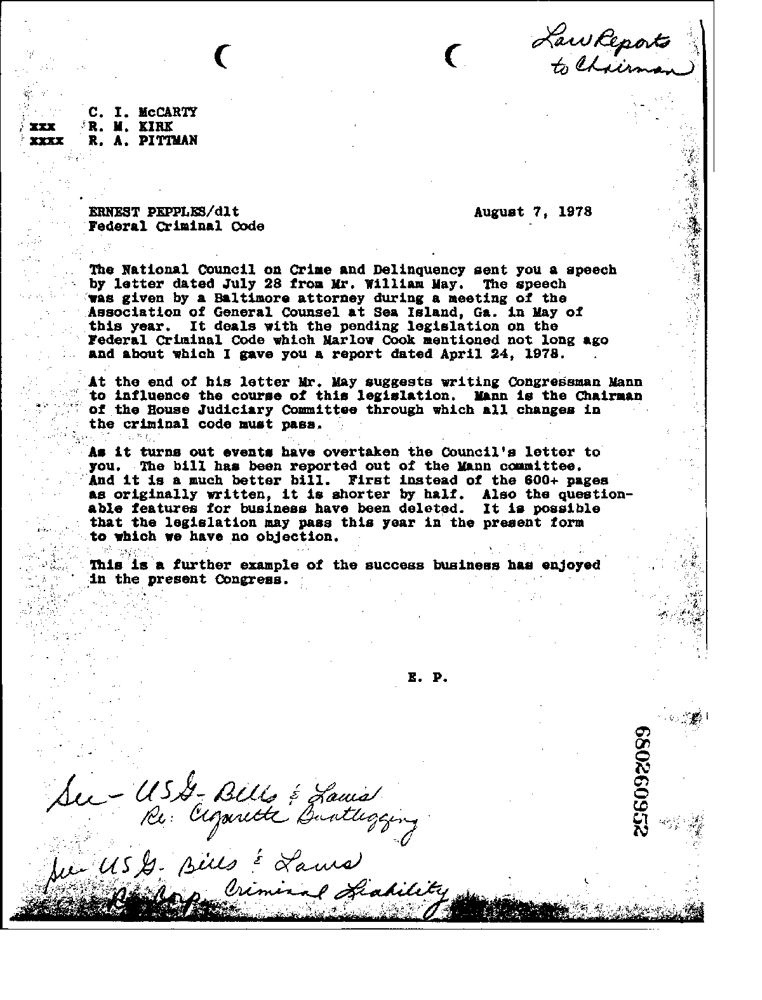 Law Reports
to Chairman
C. I. McCARTY
xxx R. M. KIRK
xxxx R. A. PITTMAN
ERNEST PEPPLES/dlt August 7, 1978
Federal Criminal Code
The National Council on Crime and Delinquency sent you a speech
by letter dated July 28 from Mr. William May. The speech
was given by a Baltimore attorney during a meeting of the
Association of General Counsel at Sea Island, Ga. in May of
this year. It deals with the pending legislation on the
Federal Criminal Code which Marlow Cook mentioned not long ago
and about which I gave you a report dated April 24, 1978.
At the end of his letter Mr. May suggests writing Congressman Mann
to influence the course of this legislation. Mann is the Chairman
of the House Judiciary Committee through which all changes in
the criminal code must pass.
As it turns out events have overtaken the Council's letter to
you. The bill has been reported out of the Mann committee.
And it is a much better bill. First instead of the 600+ pages
as originally written, it is shorter by half. Also the question-
able features for business have been deleted. It is possible
that the legislation may pass this year in the present form
to which we have no objection.
This is a further example of the success business has enjoyed
in the present Congress.
E. P.
680260952
See - USG - Bills & Laws
Re: Cigarette Bootlegging
See USG - Bills & Laws
Re Corp. Criminal Liability